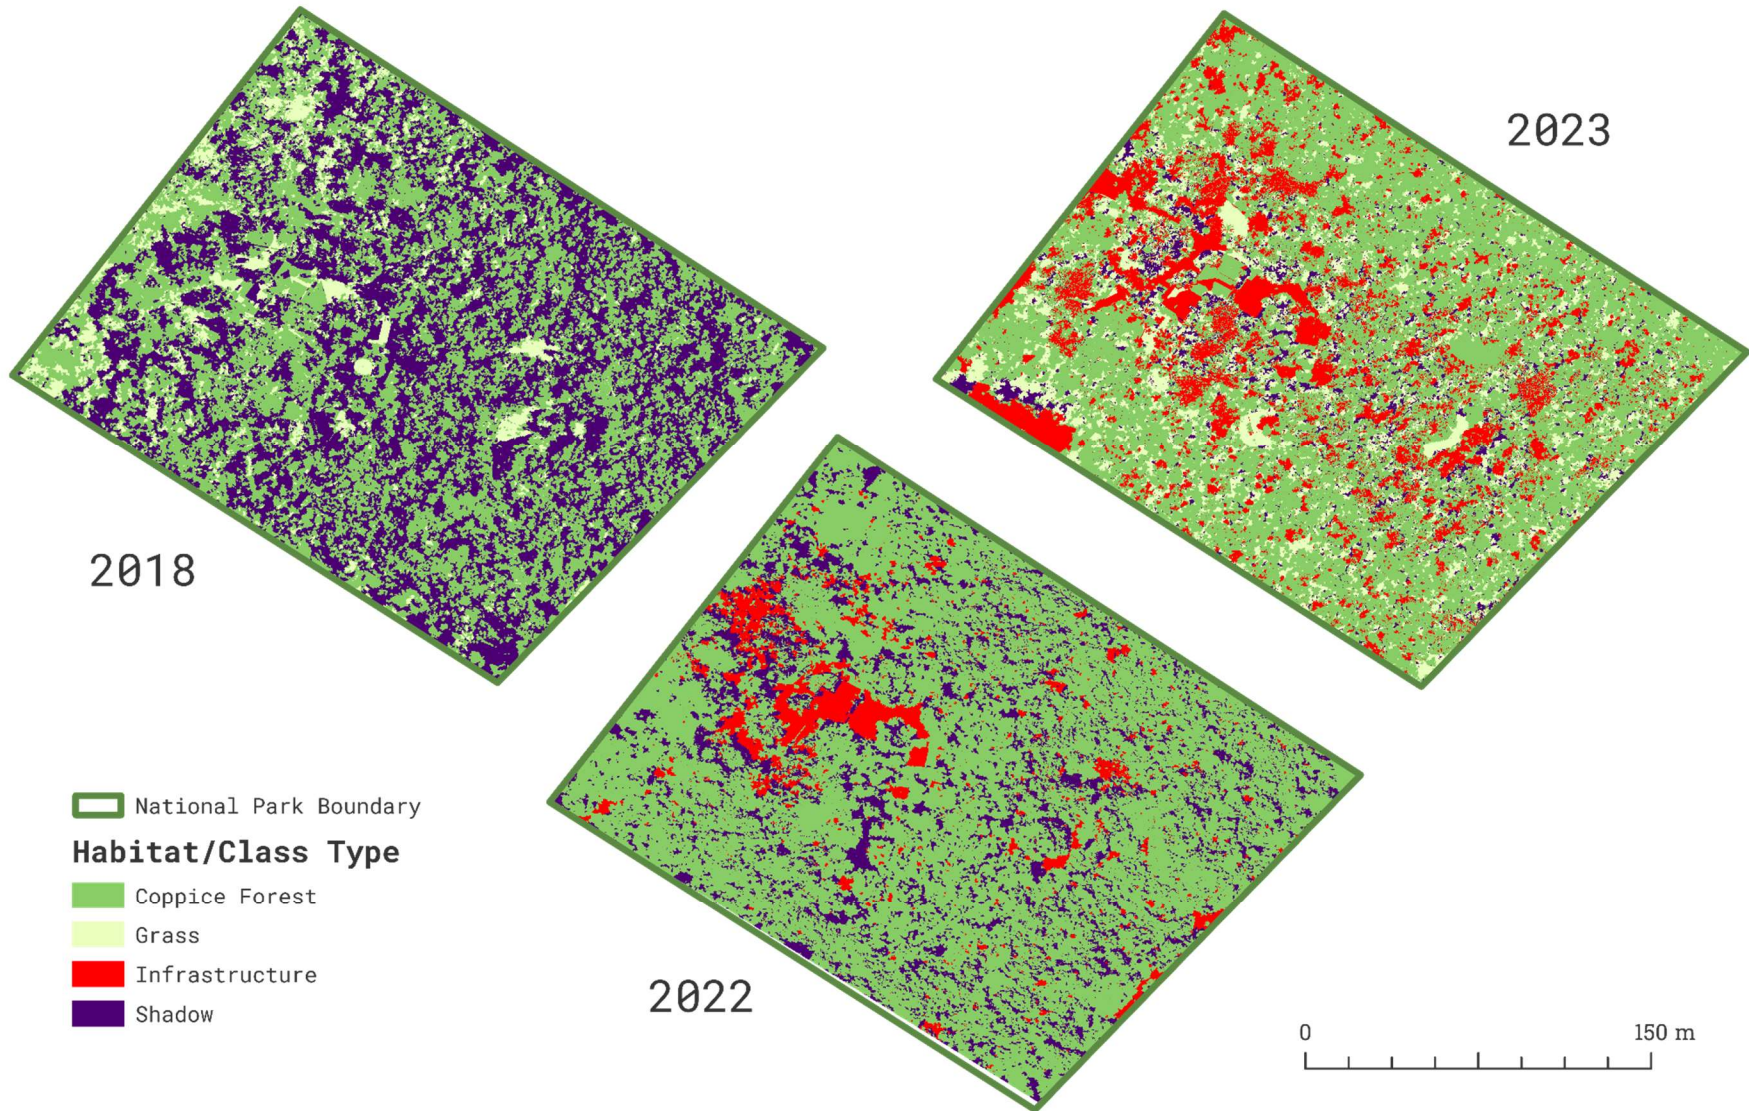 2023
2018
2022
National Park Boundary
Habitat/Class Type
Coppice Forest
Grass
Infrastructure
Shadow
0 150 m